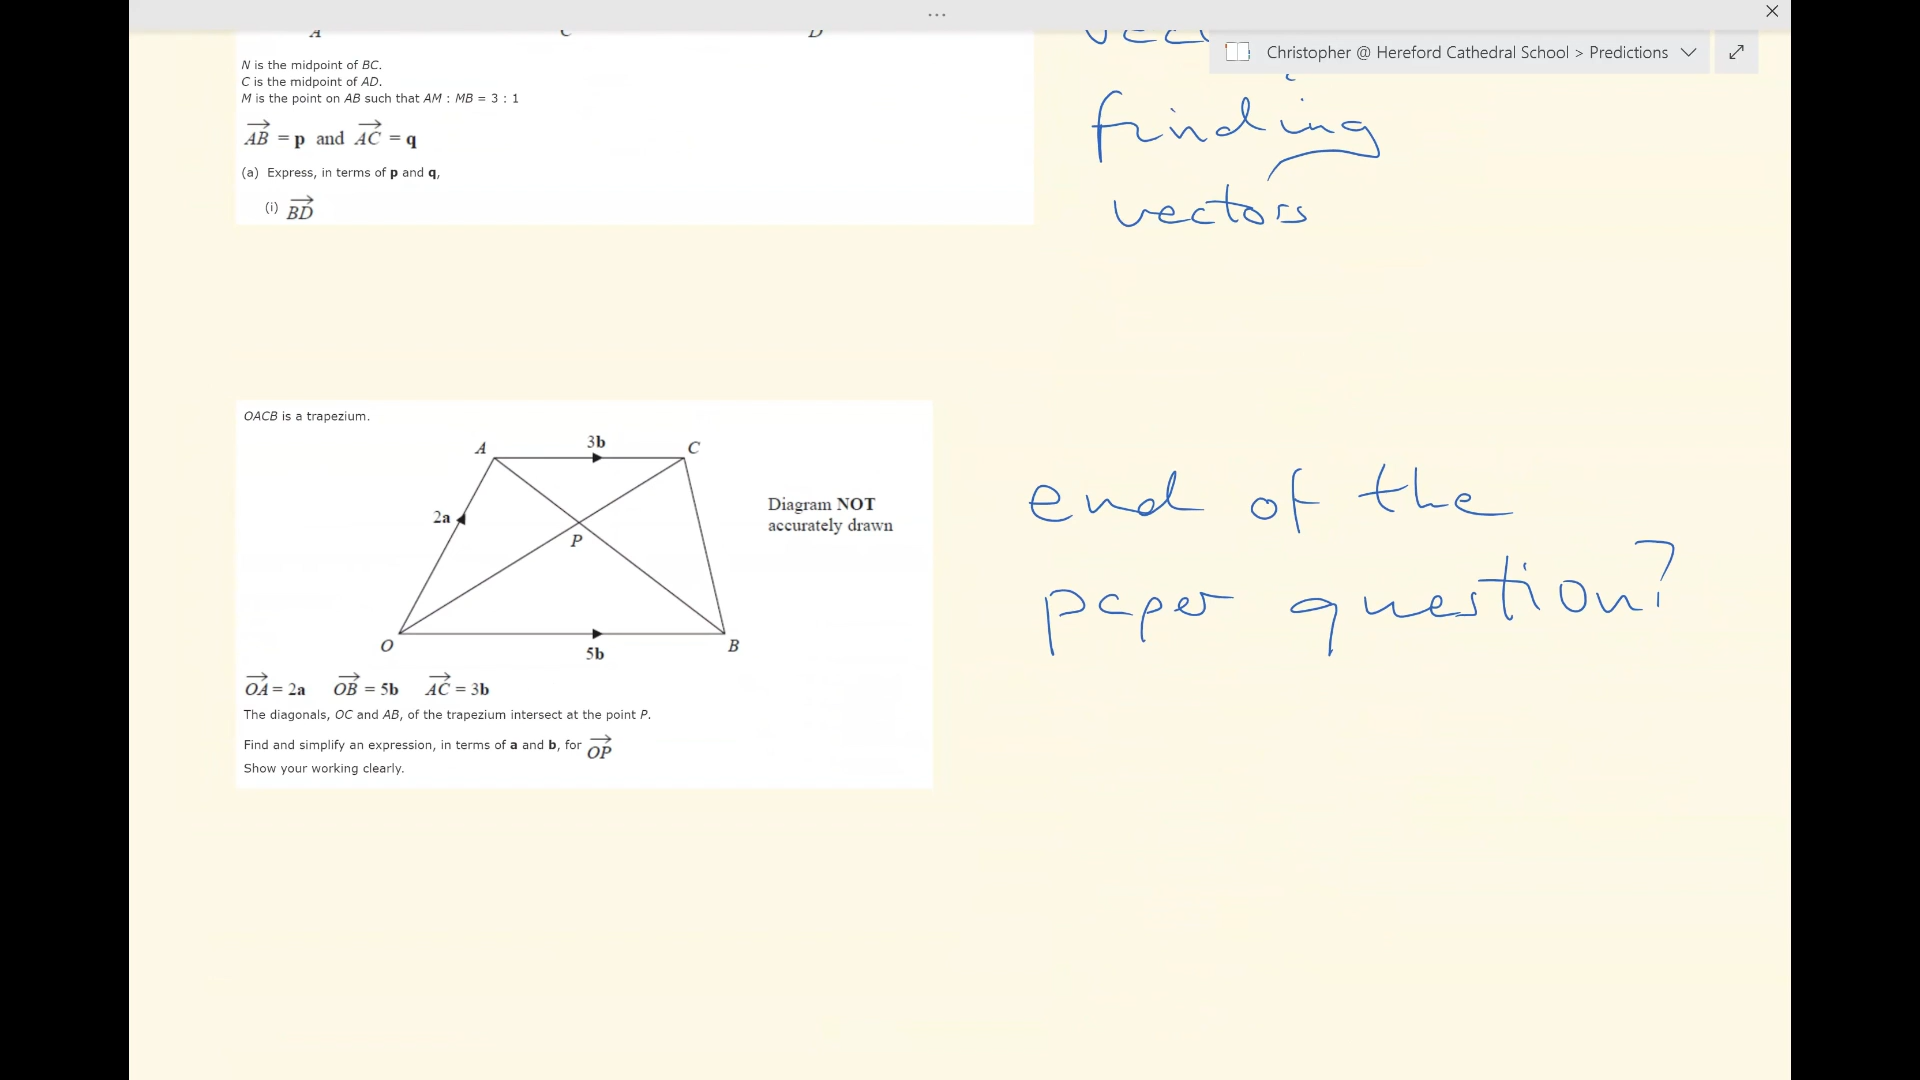 ...
Christopher @ Hereford Cathedral School > Predictions
A D
N is the midpoint of BC.
C is the midpoint of AD.
M is the point on AB such that AM : MB = 3 : 1
AB = p and AC = q
(a) Express, in terms of p and q,
(i) BD
finding
vectors
OACB is a trapezium.
A 3b C
2a
Diagram NOT
accurately drawn
P
O 5b B
OA = 2a OB = 5b AC = 3b
The diagonals, OC and AB, of the trapezium intersect at the point P.
Find and simplify an expression, in terms of a and b, for OP
Show your working clearly.
end of the
paper question?